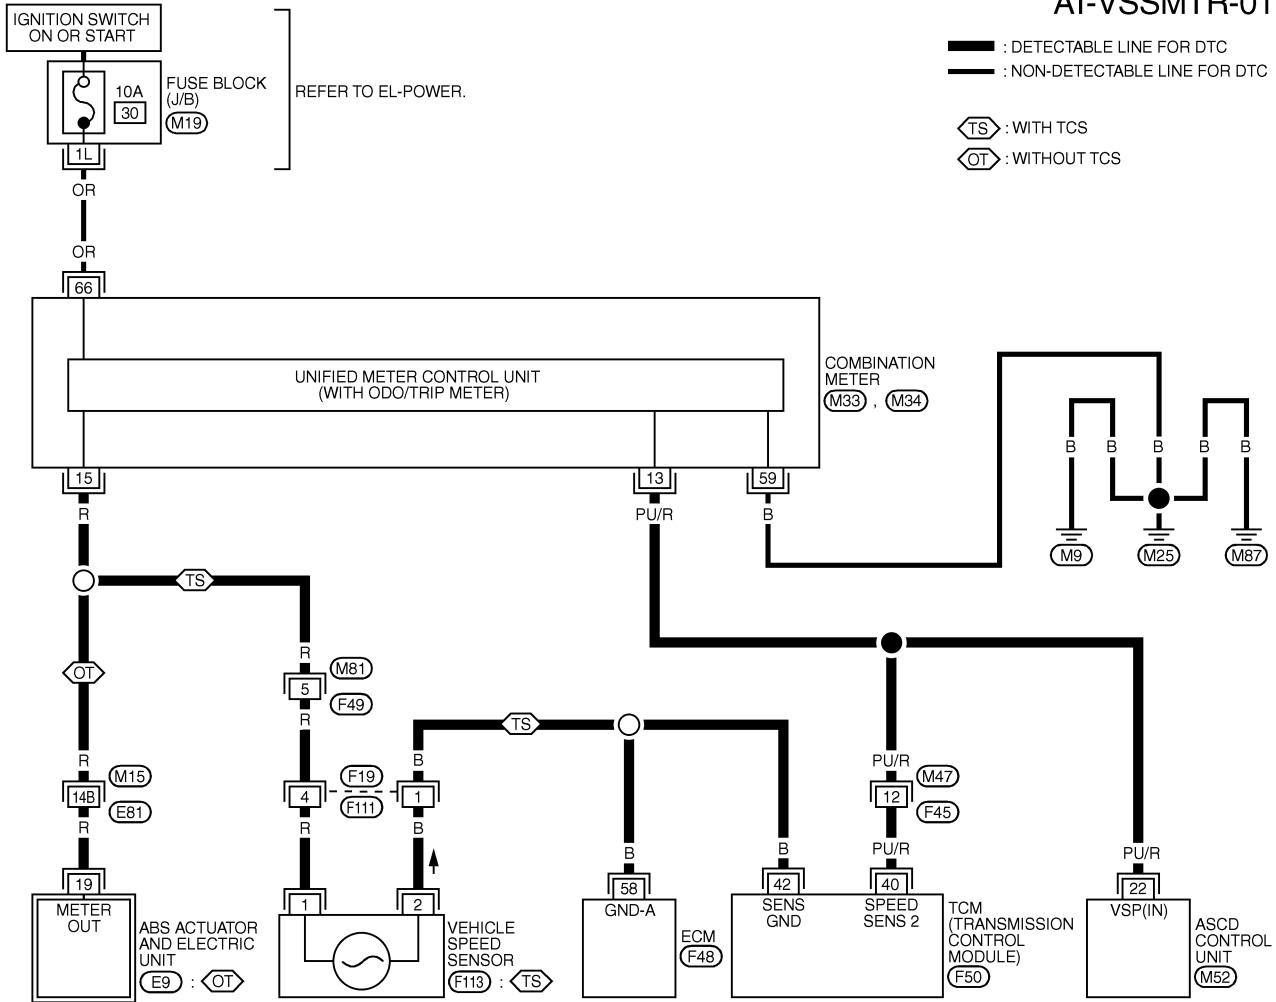 AT-VSSMTR-01
IGNITION SWITCH
ON OR START
10A
30
FUSE BLOCK
(J/B)
M19
REFER TO EL-POWER.
: DETECTABLE LINE FOR DTC
: NON-DETECTABLE LINE FOR DTC
TS : WITH TCS
OT : WITHOUT TCS
1L
OR
OR
66
UNIFIED METER CONTROL UNIT
(WITH ODO/TRIP METER)
COMBINATION
METER
M33 , M34
15
13
59
R
PU/R
B
B
B
B
B
B
M9
M25
M87
TS
OT
R
5
M81
F49
R
TS
R
14B
M15
E81
R
4
F19
F111
R
B
1
B
PU/R
12
M47
F45
PU/R
B
B
PU/R
19
1
2
58
42
40
22
METER
OUT
ABS ACTUATOR
AND ELECTRIC
UNIT
E9 : OT
VEHICLE
SPEED
SENSOR
F113 : TS
GND-A
ECM
F48
SENS
GND
SPEED
SENS 2
TCM
(TRANSMISSION
CONTROL
MODULE)
F50
VSP(IN)
ASCD
CONTROL
UNIT
M52